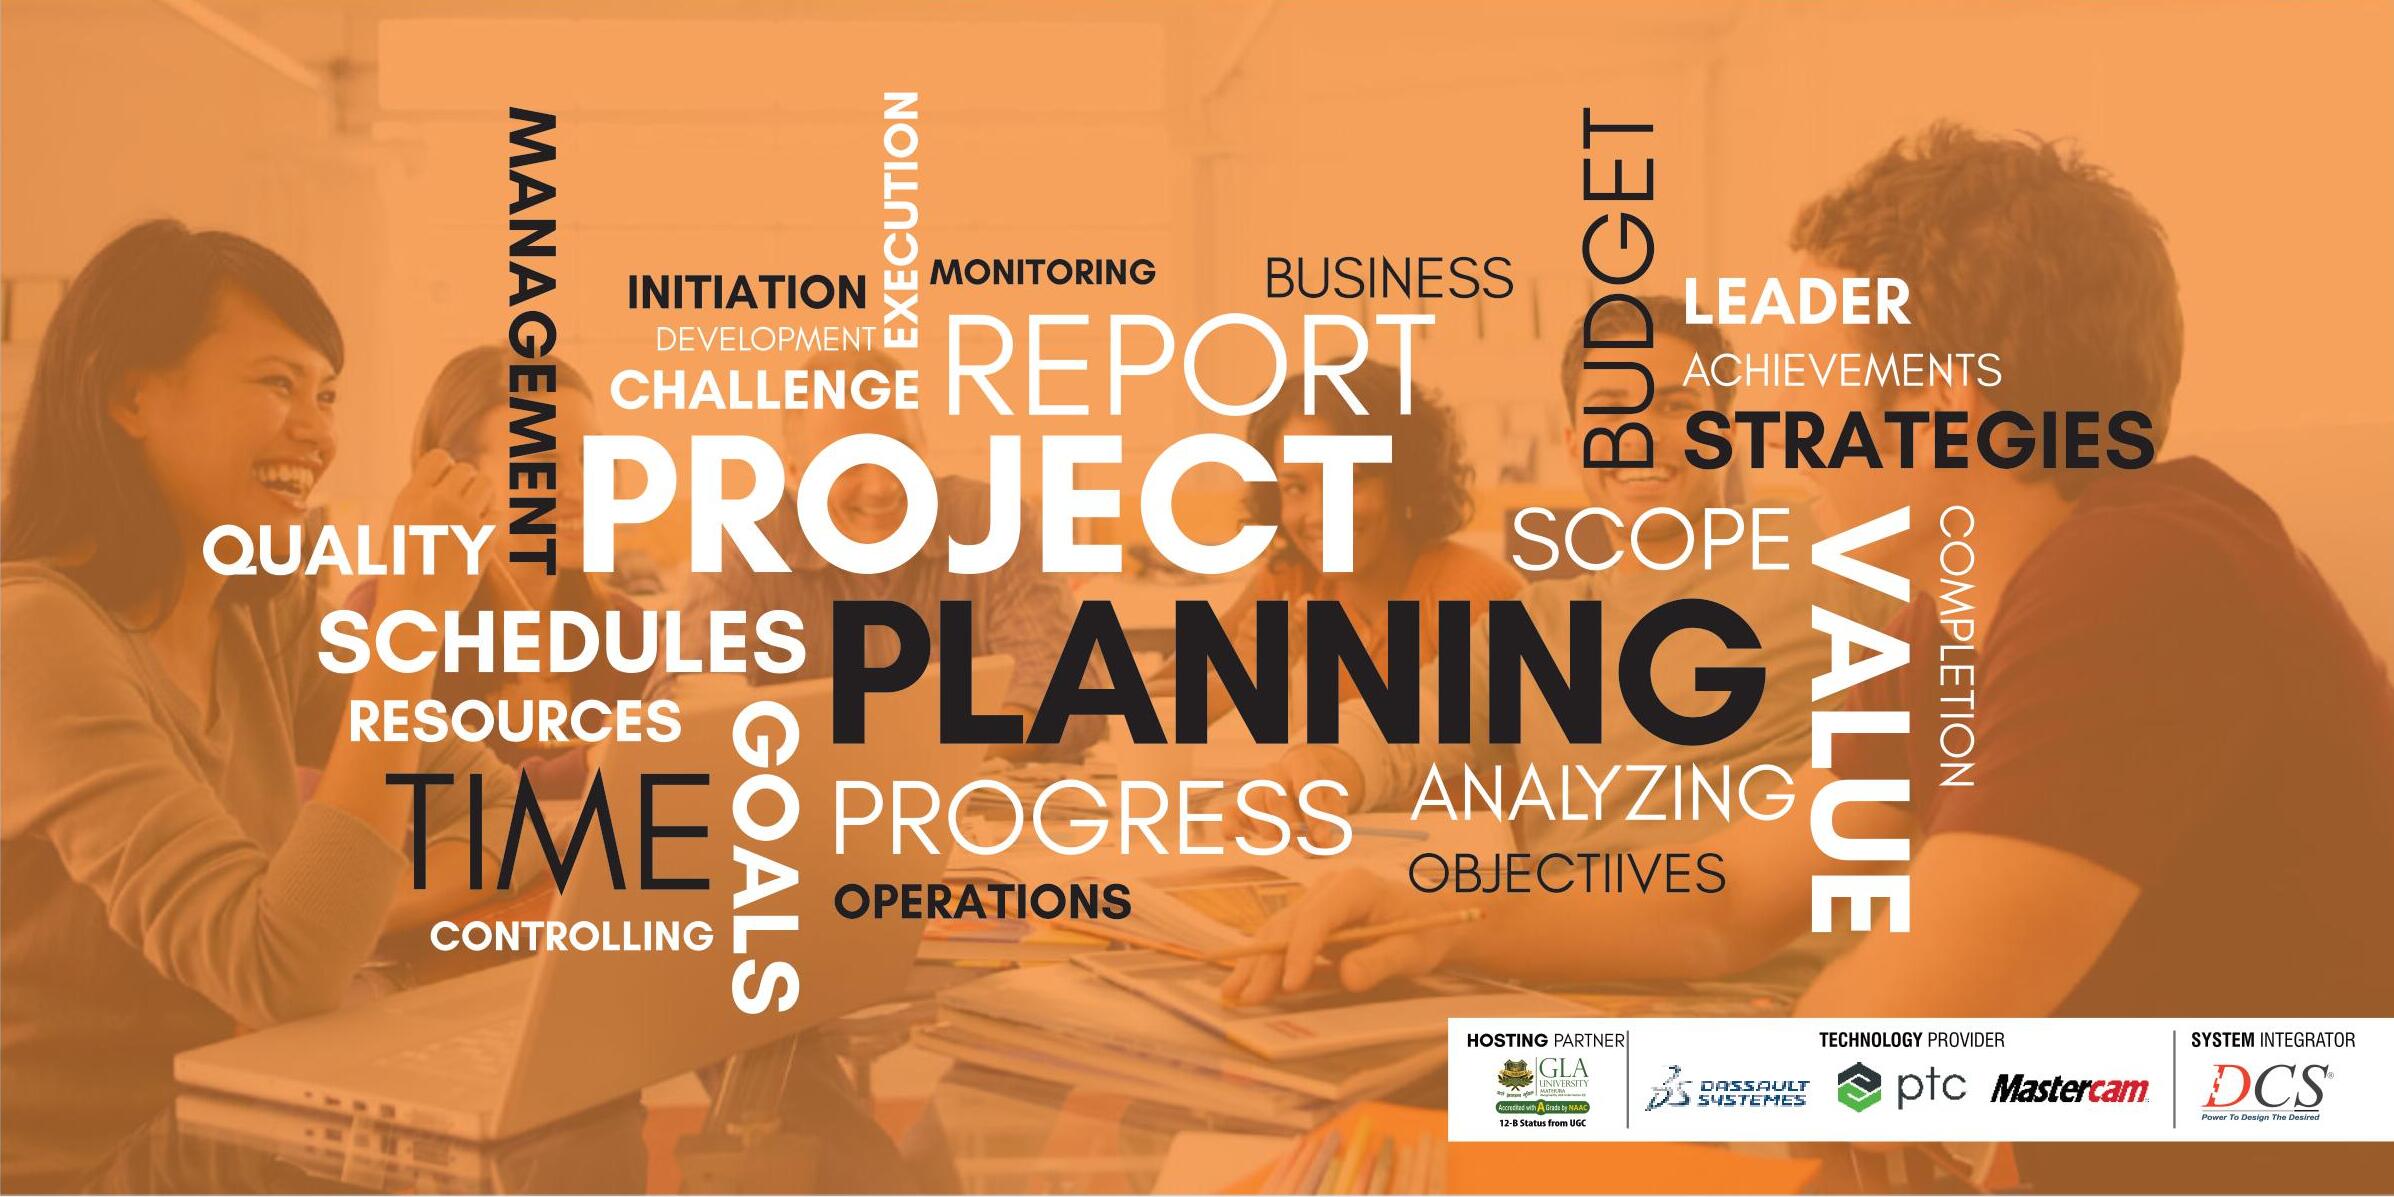 MANAGEMENT
EXECUTION
INITIATION
MONITORING
BUSINESS
BUDGET
LEADER
DEVELOPMENT
CHALLENGE
REPORT
ACHIEVEMENTS
STRATEGIES
PROJECT
QUALITY
SCOPE
VALUE
COMPLETION
SCHEDULES
PLANNING
RESOURCES
GOALS
TIME
PROGRESS
ANALYZING
OBJECTIIVES
OPERATIONS
CONTROLLING
HOSTING PARTNER
GLA
UNIVERSITY
MATHURA
Accredited with A Grade by NAAC
12-B Status from UGC
TECHNOLOGY PROVIDER
DASSAULT
SYSTEMES
ptc
Mastercam
SYSTEM INTEGRATOR
DCS®
Power To Design The Desired